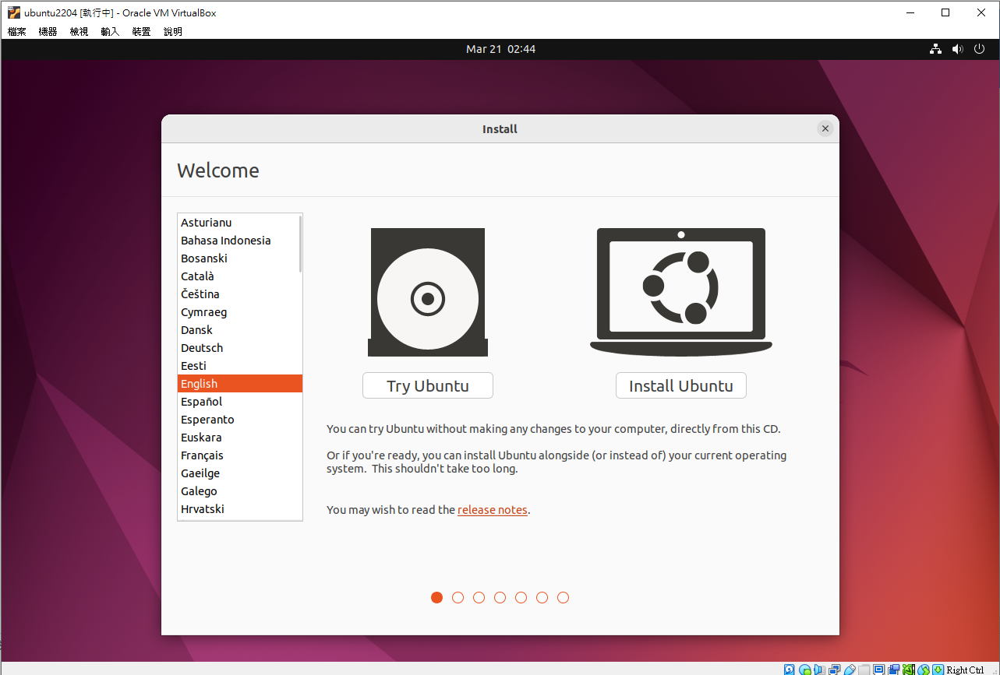 ubuntu2204 [執行中] - Oracle VM VirtualBox
檔案 機器 檢視 輸入 裝置 說明
Mar 21 02:44
Install
Welcome
Asturianu
Bahasa Indonesia
Bosanski
Català
Čeština
Cymraeg
Dansk
Deutsch
Eesti
English
Español
Esperanto
Euskara
Français
Gaeilge
Galego
Hrvatski
Try Ubuntu
Install Ubuntu
You can try Ubuntu without making any changes to your computer, directly from this CD.
Or if you're ready, you can install Ubuntu alongside (or instead of) your current operating
system. This shouldn't take too long.
You may wish to read the release notes.
Right Ctrl